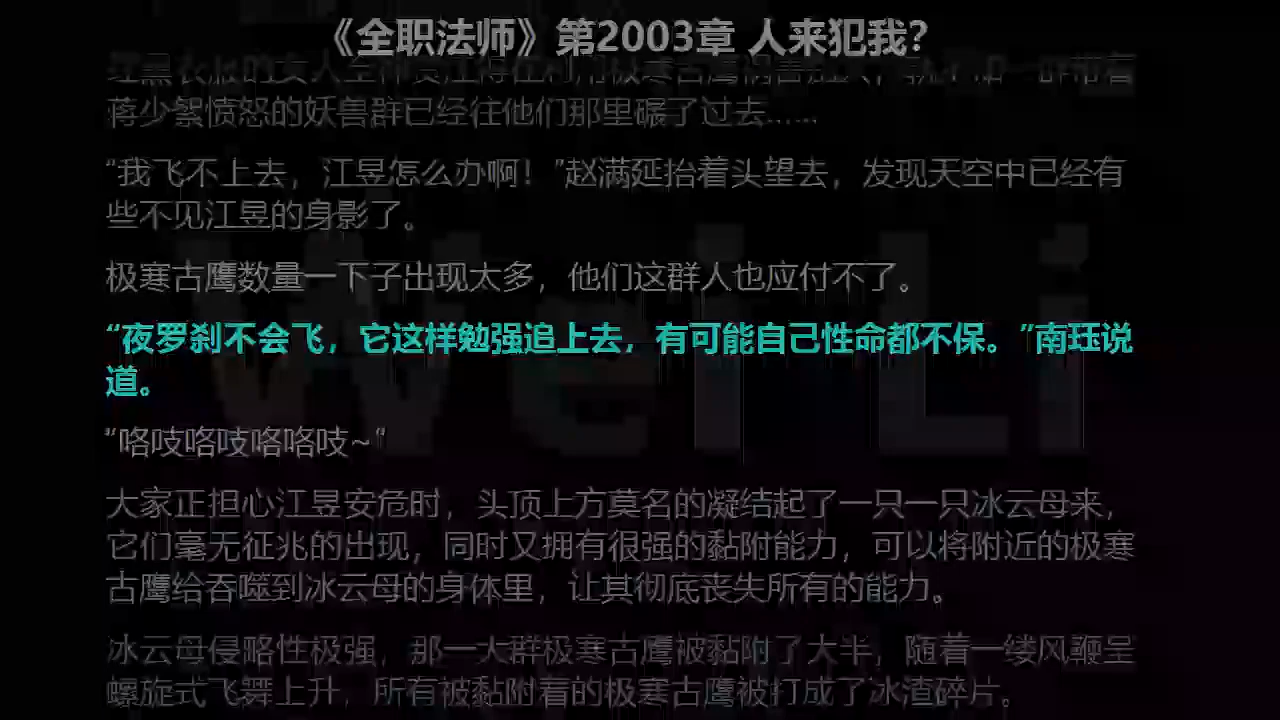 《全职法师》第2003章 人来犯我？
蒋少絮愤怒的妖兽群已经往他们那里碾了过去……
“我飞不上去，江昱怎么办啊！”赵满延抬着头望去，发现天空中已经有
些不见江昱的身影了。
极寒古鹰数量一下子出现太多，他们这群人也应付不了。
“夜罗刹不会飞，它这样勉强追上去，有可能自己性命都不保。”南珏说
道。
“咯吱咯吱咯咯吱~”
大家正担心江昱安危时，头顶上方莫名的凝结起了一只一只冰云母来，
它们毫无征兆的出现，同时又拥有很强的黏附能力，可以将附近的极寒
古鹰给吞噬到冰云母的身体里，让其彻底丧失所有的能力。
冰云母侵略性极强，那一大群极寒古鹰被黏附了大半，随着一缕风鞭呈
螺旋式飞舞上升，所有被黏附着的极寒古鹰被打成了冰渣碎片。
Wei Li